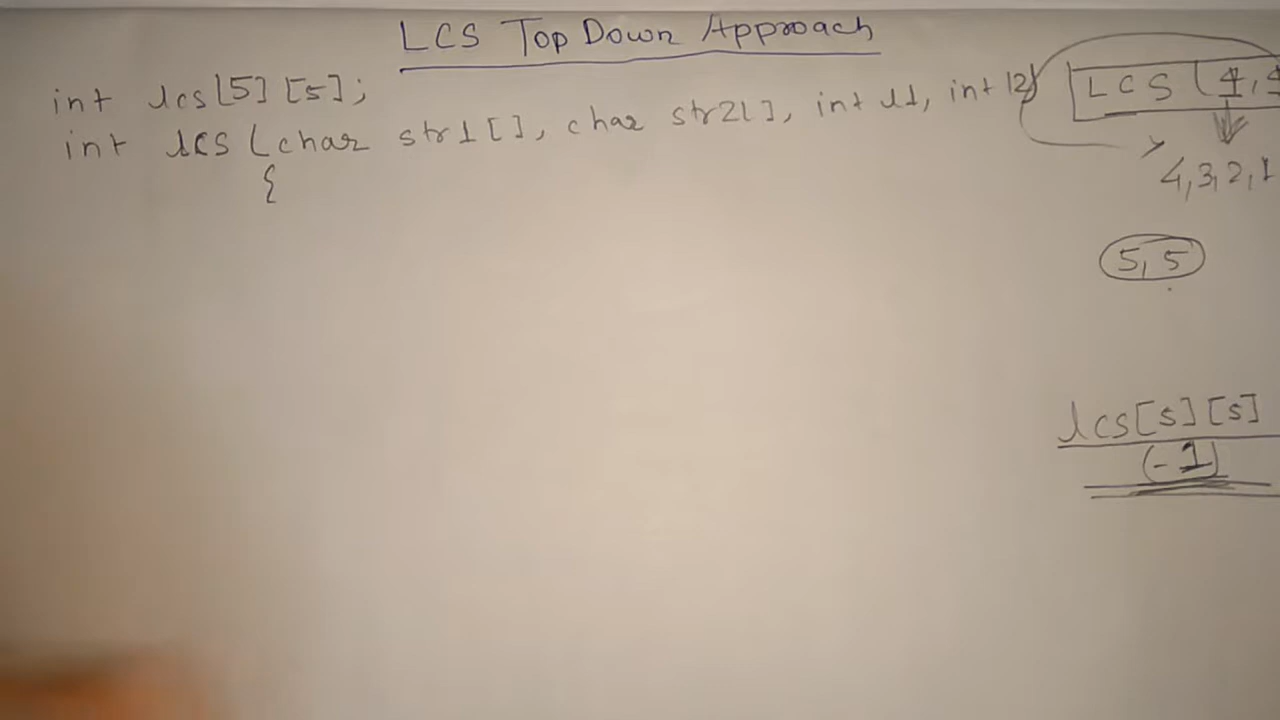 LCS Top Down Approach
int lcs[5][5];
int lcs (char str1[], char str2[], int l1, int l2)
{
LCS (4,4
4,3,2,1
5,5
lcs[5][5]
(-1)